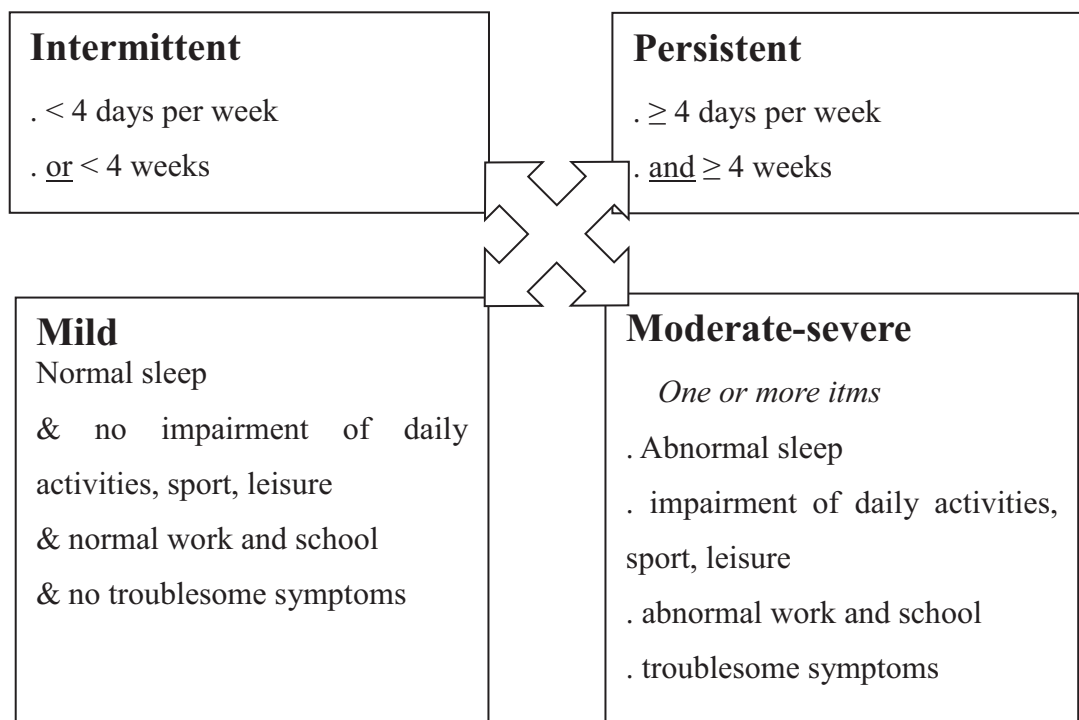 Intermittent
. < 4 days per week
. or < 4 weeks
Persistent
. ≥ 4 days per week
. and ≥ 4 weeks
Mild
Normal sleep
& no impairment of daily
activities, sport, leisure
& normal work and school
& no troublesome symptoms
Moderate-severe
One or more itms
. Abnormal sleep
. impairment of daily activities,
sport, leisure
. abnormal work and school
. troublesome symptoms